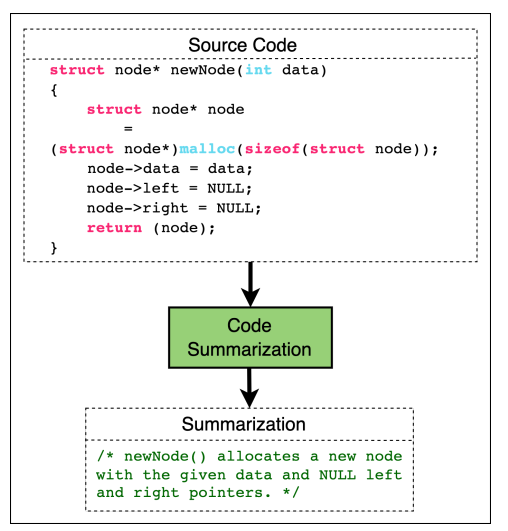 Source Code
struct node* newNode(int data)
{
struct node* node
=
(struct node*)malloc(sizeof(struct node));
node->data = data;
node->left = NULL;
node->right = NULL;
return (node);
}
Code
Summarization
Summarization
/* newNode() allocates a new node
with the given data and NULL left
and right pointers. */